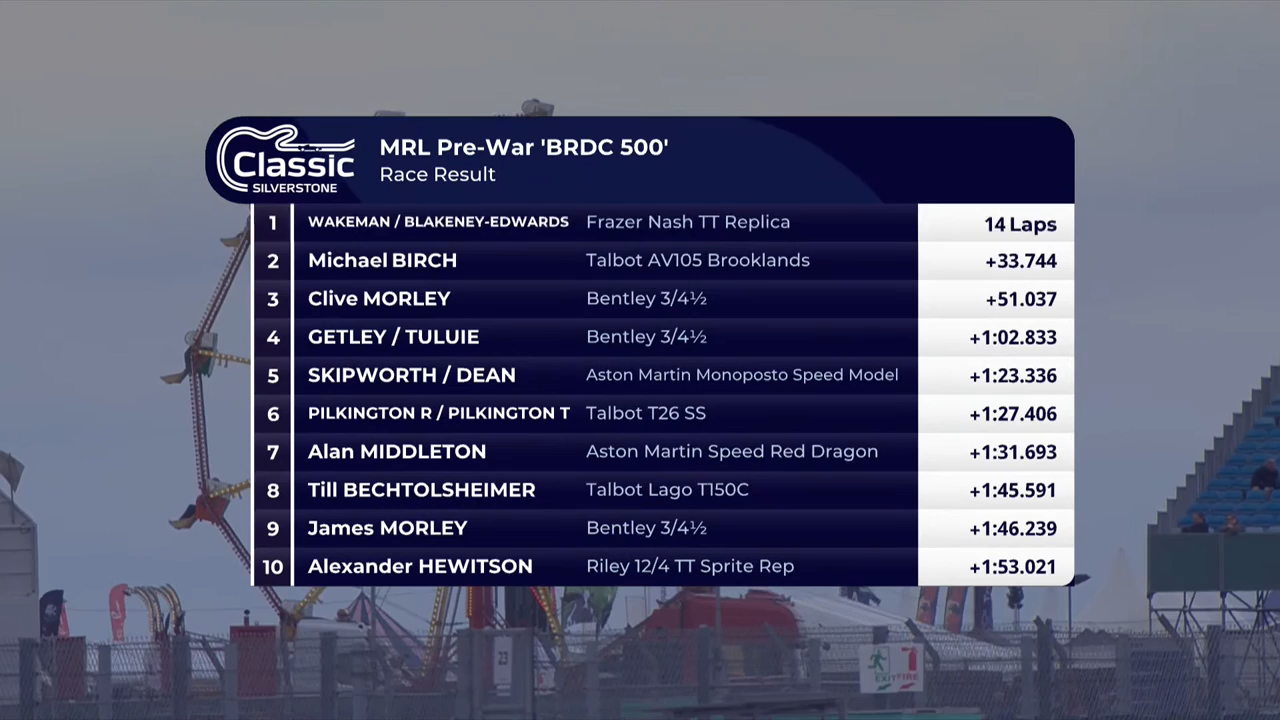 Classic
SILVERSTONE
MRL Pre-War 'BRDC 500'
Race Result
1 WAKEMAN / BLAKENEY-EDWARDS Frazer Nash TT Replica 14 Laps
2 Michael BIRCH Talbot AV105 Brooklands +33.744
3 Clive MORLEY Bentley 3/4½ +51.037
4 GETLEY / TULUIE Bentley 3/4½ +1:02.833
5 SKIPWORTH / DEAN Aston Martin Monoposto Speed Model +1:23.336
6 PILKINGTON R / PILKINGTON T Talbot T26 SS +1:27.406
7 Alan MIDDLETON Aston Martin Speed Red Dragon +1:31.693
8 Till BECHTOLSHEIMER Talbot Lago T150C +1:45.591
9 James MORLEY Bentley 3/4½ +1:46.239
10 Alexander HEWITSON Riley 12/4 TT Sprite Rep +1:53.021
23
EXIT FIRE